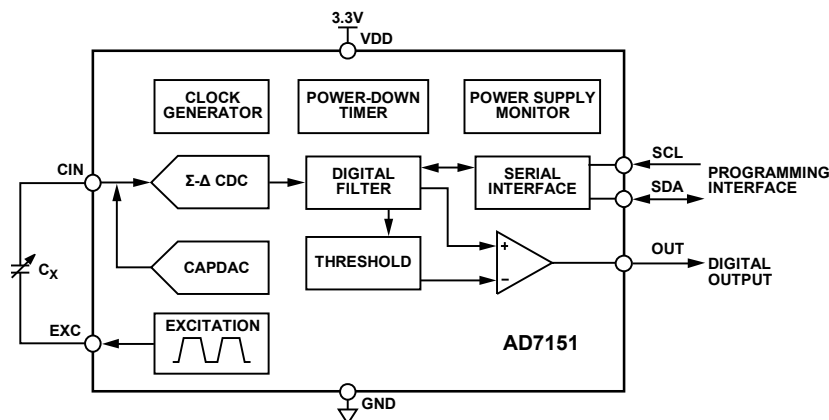 3.3V
VDD
CLOCK
GENERATOR
POWER-DOWN
TIMER
POWER SUPPLY
MONITOR
CIN
Σ-Δ CDC
DIGITAL
FILTER
SERIAL
INTERFACE
SCL
SDA
PROGRAMMING
INTERFACE
CX
CAPDAC
THRESHOLD
+
−
OUT
DIGITAL
OUTPUT
EXC
EXCITATION
AD7151
GND